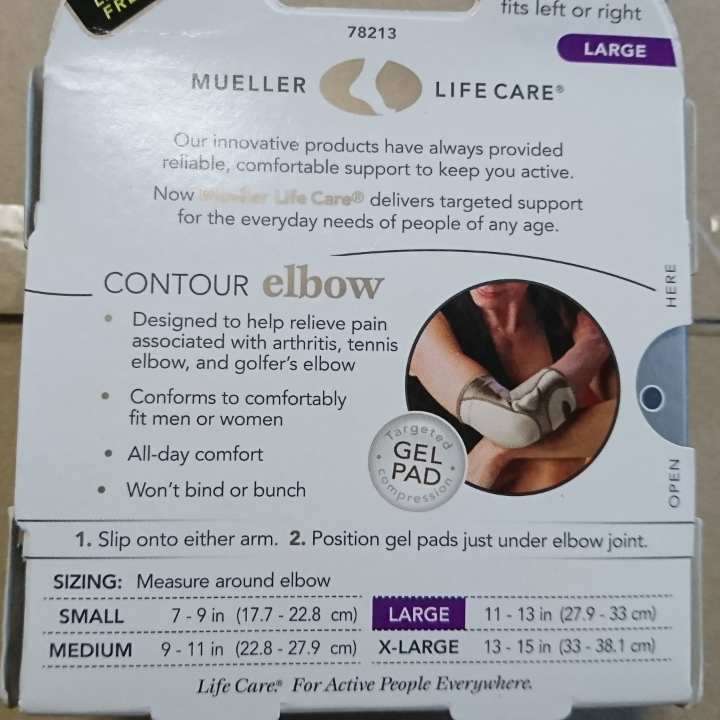 FRE
fits left or right
78213
LARGE
MUELLER LIFE CARE®
Our innovative products have always provided
reliable, comfortable support to keep you active.
Now Mueller Life Care® delivers targeted support
for the everyday needs of people of any age.
CONTOUR elbow
HERE
• Designed to help relieve pain
associated with arthritis, tennis
elbow, and golfer's elbow
• Conforms to comfortably
fit men or women
• All-day comfort
• Won't bind or bunch
Targeted
GEL
PAD
compression
OPEN
1. Slip onto either arm. 2. Position gel pads just under elbow joint.
SIZING: Measure around elbow
SMALL 7 - 9 in (17.7 - 22.8 cm) LARGE 11 - 13 in (27.9 - 33 cm)
MEDIUM 9 - 11 in (22.8 - 27.9 cm) X-LARGE 13 - 15 in (33 - 38.1 cm)
Life Care.® For Active People Everywhere.